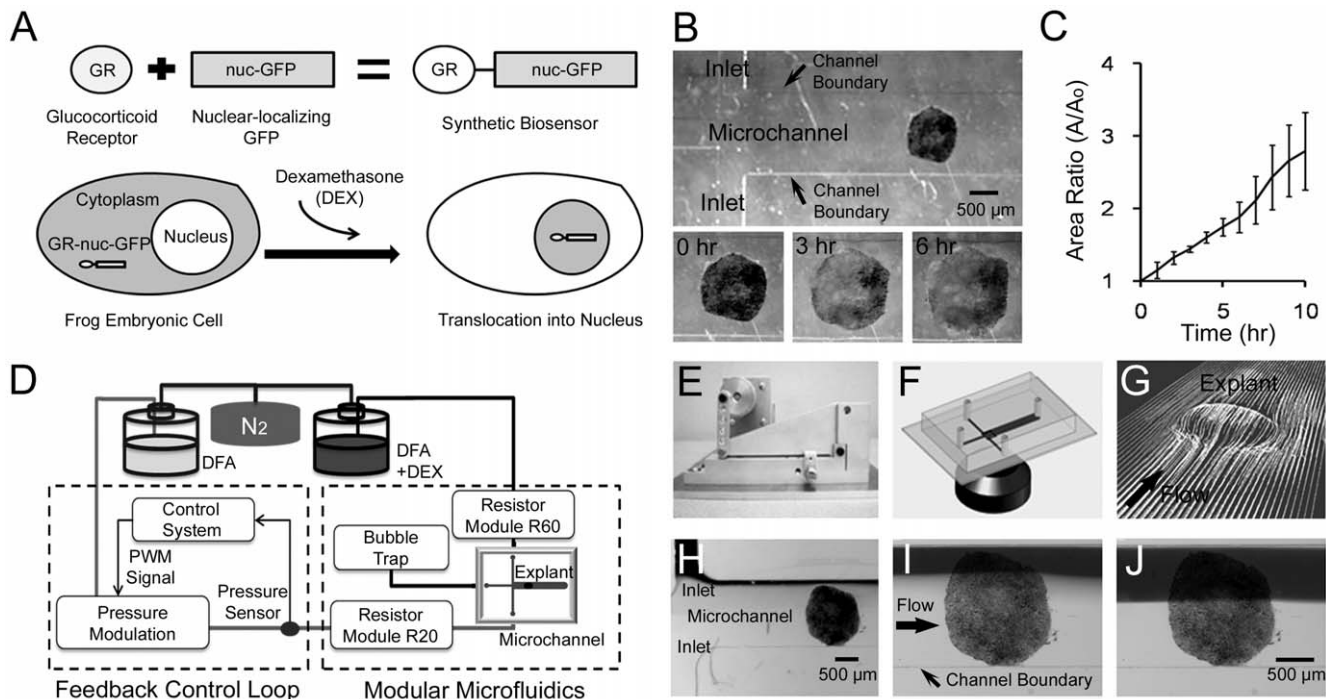 A
GR
nuc-GFP
GR
nuc-GFP
Glucocorticoid
Receptor
Nuclear-localizing
GFP
Synthetic Biosensor
Cytoplasm
Nucleus
GR-nuc-GFP
Dexamethasone
(DEX)
Frog Embryonic Cell
Translocation into Nucleus
B
Inlet
Channel
Boundary
Microchannel
Inlet
Channel
Boundary
500 µm
0 hr
3 hr
6 hr
C
Area Ratio (A/A₀)
4
3
2
1
0
5
10
Time (hr)
D
N₂
DFA
DFA
+DEX
Control
System
PWM
Signal
Pressure
Sensor
Pressure
Modulation
Feedback Control Loop
Resistor
Module R60
Bubble
Trap
Explant
Resistor
Module R20
Microchannel
Modular Microfluidics
E
F
G
Explant
Flow
H
Inlet
Microchannel
Inlet
500 µm
I
Flow
Channel Boundary
J
500 µm